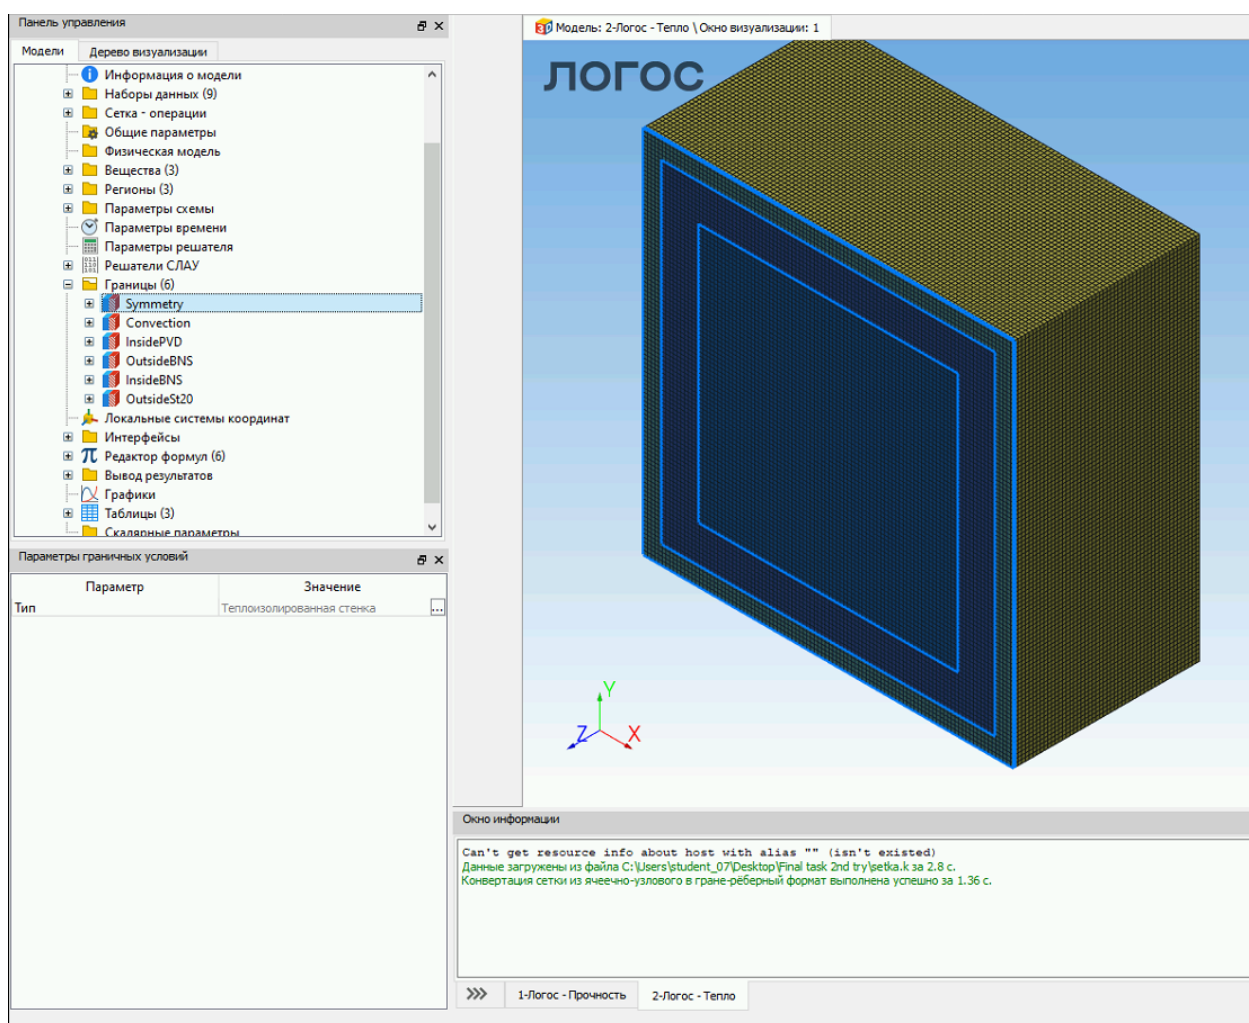 Панель управления
Модели Дерево визуализации
Информация о модели
Наборы данных (9)
Сетка - операции
Общие параметры
Физическая модель
Вещества (3)
Регионы (3)
Параметры схемы
Параметры времени
Параметры решателя
Решатели СЛАУ
Границы (6)
Symmetry
Convection
InsidePVD
OutsideBNS
InsideBNS
OutsideSt20
Локальные системы координат
Интерфейсы
Редактор формул (6)
Вывод результатов
Графики
Таблицы (3)
Скалярные параметры
Параметры граничных условий
Параметр Значение
Тип Теплоизолированная стенка ...
Модель: 2-Логос - Тепло \ Окно визуализации: 1
ЛОГОС
Y
Z X
Окно информации
Can't get resource info about host with alias "" (isn't existed)
Данные загружены из файла C:\Users\student_07\Desktop\Final task 2nd try\setka.k за 2.8 с.
Конвертация сетки из ячеечно-узлового в гране-рёберный формат выполнена успешно за 1.36 с.
1-Логос - Прочность 2-Логос - Тепло